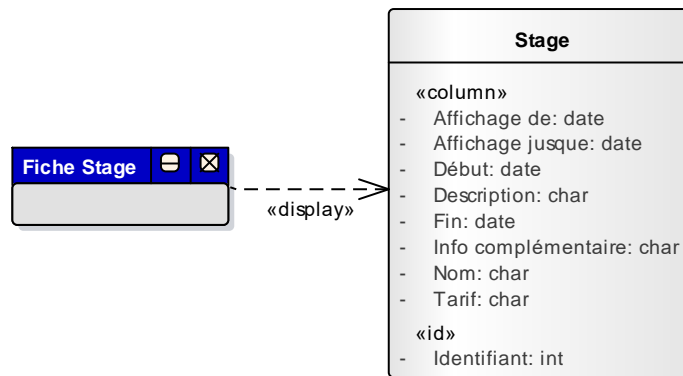 Stage
«column»
- Affichage de: date
- Affichage jusque: date
- Début: date
- Description: char
- Fin: date
- Info complémentaire: char
- Nom: char
- Tarif: char
«id»
- Identifiant: int
Fiche Stage
«display»